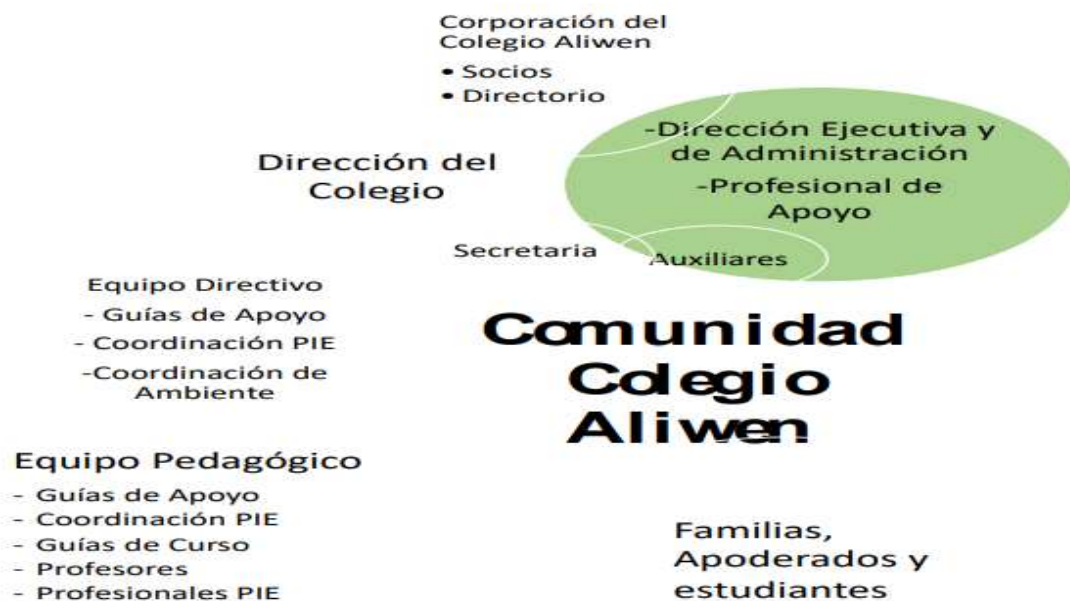 Corporación del
Colegio Aliwen
• Socios
• Directorio
-Dirección Ejecutiva y
de Administración
-Profesional de
Apoyo
Dirección del
Colegio
Secretaria
Auxiliares
Equipo Directivo
- Guías de Apoyo
- Coordinación PIE
-Coordinación de
Ambiente
Comunidad
Colegio
Aliwen
Equipo Pedagógico
- Guías de Apoyo
- Coordinación PIE
- Guías de Curso
- Profesores
- Profesionales PIE
Familias,
Apoderados y
estudiantes